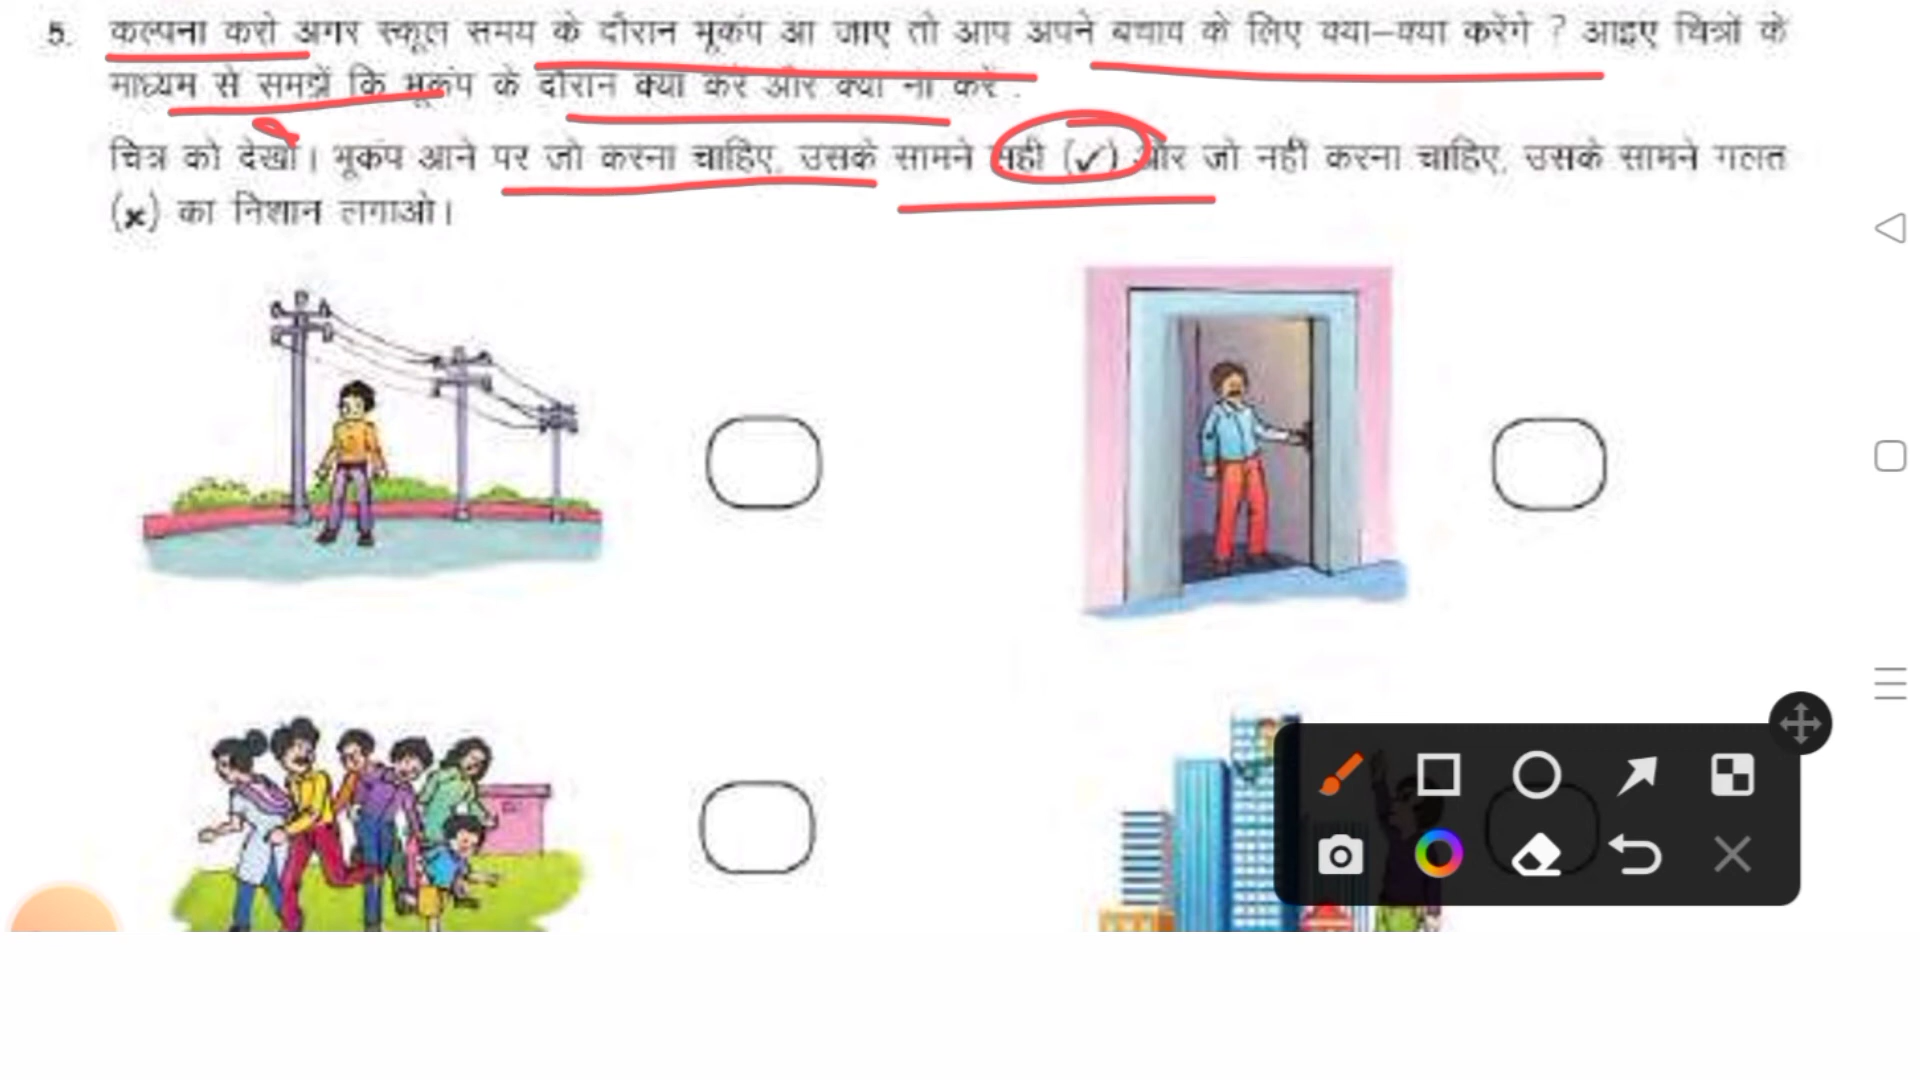 5. कल्पना करो अगर स्कूल समय के दौरान भूकंप आ जाए तो आप अपने बचाव के लिए क्या–क्या करेंगे ? आइए चित्रों के
माध्यम से समझें कि भूकंप के दौरान क्या करें और क्या ना करें :
चित्र को देखो। भूकंप आने पर जो करना चाहिए, उसके सामने सही (✓) और जो नहीं करना चाहिए, उसके सामने गलत
(×) का निशान लगाओ।